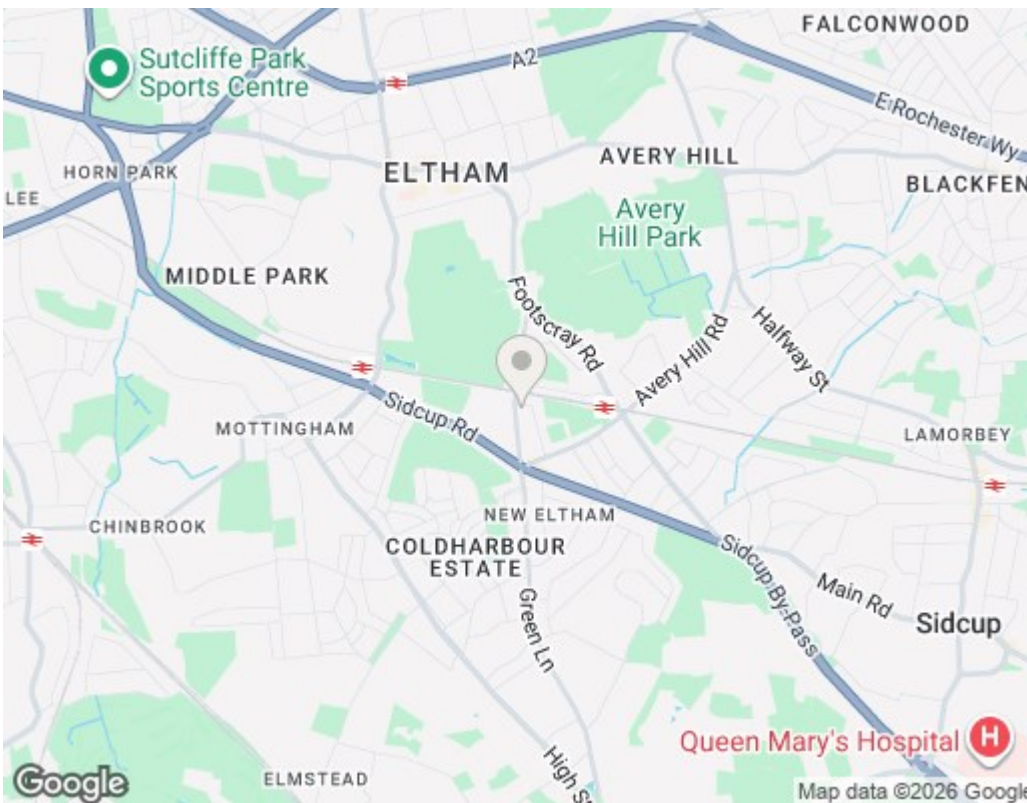 FALCONWOOD
Sutcliffe Park
Sports Centre
A2
E Rochester Wy
HORN PARK
ELTHAM
AVERY HILL
LEE
BLACKFEN
Avery
Hill Park
MIDDLE PARK
Footscray Rd
Halfway St
Avery Hill Rd
Sidcup Rd
MOTTINGHAM
LAMORBEY
NEW ELTHAM
CHINBROOK
COLDHARBOUR
ESTATE
Sidcup By-Pass
Green Ln
Main Rd
Sidcup
Queen Mary's Hospital
H
High St
ELMSTEAD
Google
Map data ©2026 Google